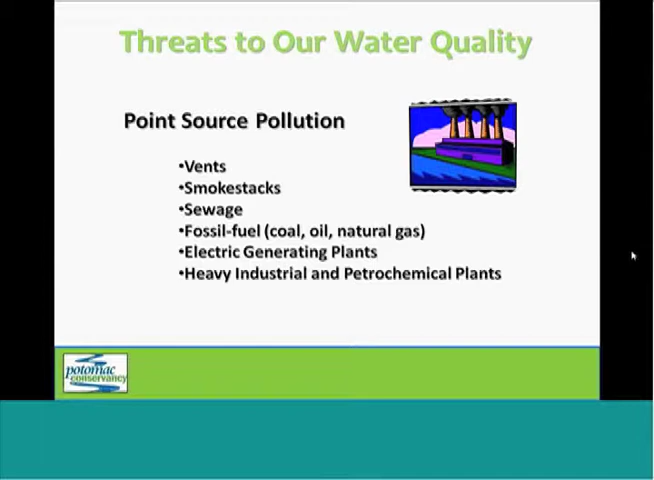 Threats to Our Water Quality
Point Source Pollution
•Vents
•Smokestacks
•Sewage
•Fossil-fuel (coal, oil, natural gas)
•Electric Generating Plants
•Heavy Industrial and Petrochemical Plants
potomac
conservancy